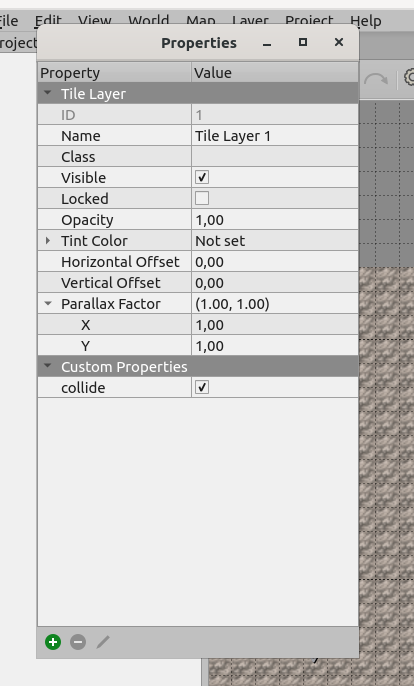 File Edit View World Map Layer Project Help
Properties
Property Value
Tile Layer
ID 1
Name Tile Layer 1
Class
Visible
Locked
Opacity 1,00
Tint Color Not set
Horizontal Offset 0,00
Vertical Offset 0,00
Parallax Factor (1.00, 1.00)
X 1,00
Y 1,00
Custom Properties
collide